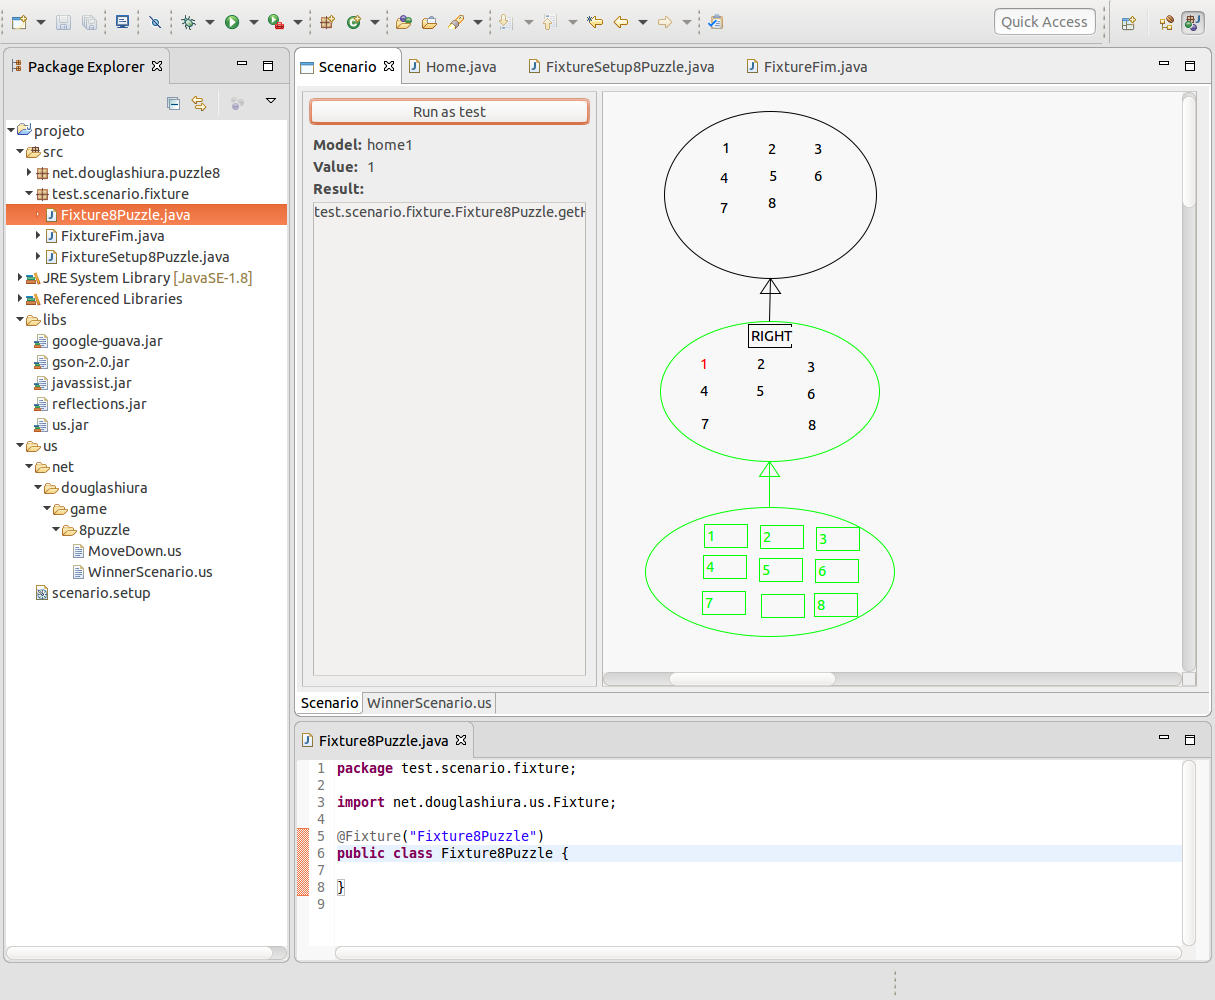 Quick Access
Package Explorer
projeto
src
net.douglashiura.puzzle8
test.scenario.fixture
Fixture8Puzzle.java
FixtureFim.java
FixtureSetup8Puzzle.java
JRE System Library [JavaSE-1.8]
Referenced Libraries
libs
google-guava.jar
gson-2.0.jar
javassist.jar
reflections.jar
us.jar
us
net
douglashiura
game
8puzzle
MoveDown.us
WinnerScenario.us
scenario.setup
Scenario Home.java FixtureSetup8Puzzle.java FixtureFim.java
Run as test
Model: home1
Value: 1
Result:
test.scenario.fixture.Fixture8Puzzle.get
1 2 3
4 5 6
7 8
RIGHT
1 2 3
4 5 6
7 8
1 2 3
4 5 6
7 8
Scenario WinnerScenario.us
Fixture8Puzzle.java
1 package test.scenario.fixture;
2
3 import net.douglashiura.us.Fixture;
4
5 @Fixture("Fixture8Puzzle")
6 public class Fixture8Puzzle {
7
8 }
9